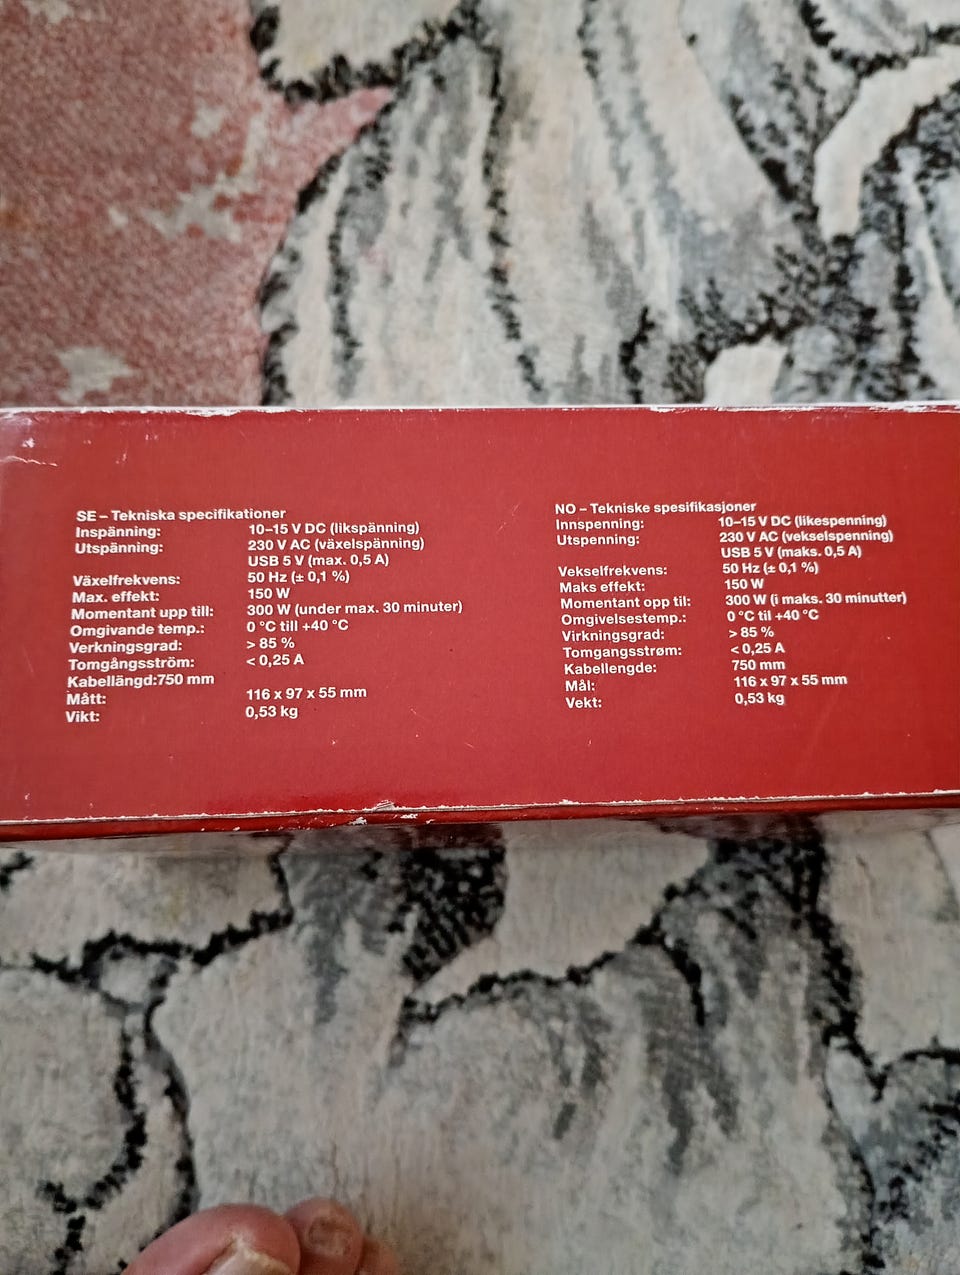 SE – Tekniska specifikationer
Inspänning: 10–15 V DC (likspänning)
Utspänning: 230 V AC (växelspänning)
USB 5 V (max. 0,5 A)
Växelfrekvens: 50 Hz (± 0,1 %)
Max. effekt: 150 W
Momentant upp till: 300 W (under max. 30 minuter)
Omgivande temp.: 0 °C till +40 °C
Verkningsgrad: > 85 %
Tomgångsström: < 0,25 A
Kabellängd:750 mm
Mått: 116 x 97 x 55 mm
Vikt: 0,53 kg
NO – Tekniske spesifikasjoner
Innspenning: 10–15 V DC (likespenning)
Utspenning: 230 V AC (vekselspenning)
USB 5 V (maks. 0,5 A)
Vekselfrekvens: 50 Hz (± 0,1 %)
Maks effekt: 150 W
Momentant opp til: 300 W (i maks. 30 minutter)
Omgivelsestemp.: 0 °C til +40 °C
Virkningsgrad: > 85 %
Tomgangsstrøm: < 0,25 A
Kabellengde: 750 mm
Mål: 116 x 97 x 55 mm
Vekt: 0,53 kg